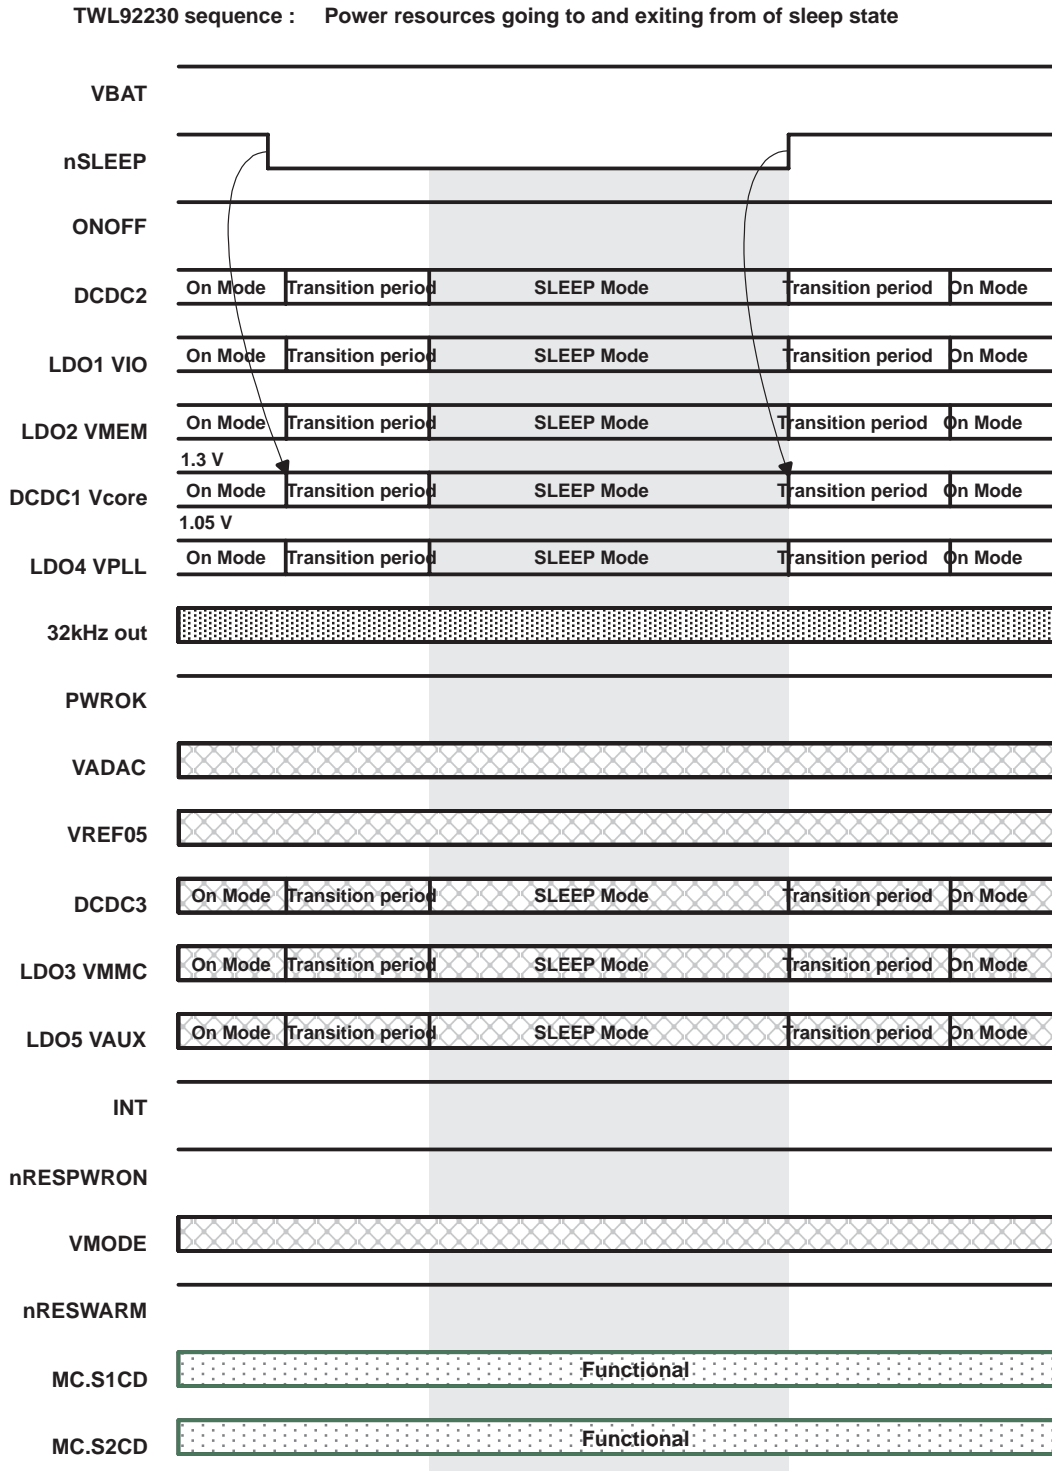 TWL92230 sequence : Power resources going to and exiting from of sleep state
VBAT
nSLEEP
ONOFF
DCDC2 On Mode Transition period SLEEP Mode Transition period On Mode
LDO1 VIO On Mode Transition period SLEEP Mode Transition period On Mode
LDO2 VMEM On Mode Transition period SLEEP Mode Transition period On Mode
1.3 V
DCDC1 Vcore On Mode Transition period SLEEP Mode Transition period On Mode
1.05 V
LDO4 VPLL On Mode Transition period SLEEP Mode Transition period On Mode
32kHz out
PWROK
VADAC
VREF05
DCDC3 On Mode Transition period SLEEP Mode Transition period On Mode
LDO3 VMMC On Mode Transition period SLEEP Mode Transition period On Mode
LDO5 VAUX On Mode Transition period SLEEP Mode Transition period On Mode
INT
nRESPWRON
VMODE
nRESWARM
MC.S1CD Functional
MC.S2CD Functional